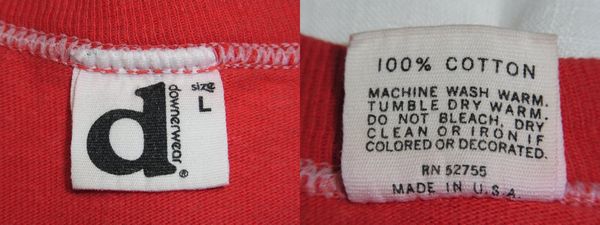 d
downerwear®
size
L
100% COTTON
MACHINE WASH WARM.
TUMBLE DRY WARM.
DO NOT BLEACH, DRY
CLEAN OR IRON IF
COLORED OR DECORATED.
RN 52755
MADE IN U.S.A.